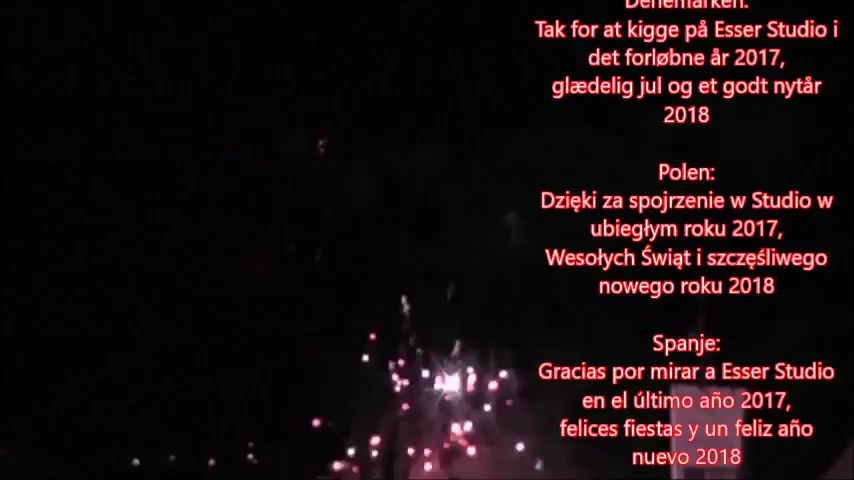 Denemarken:
Tak for at kigge på Esser Studio i
det forløbne år 2017,
glædelig jul og et godt nytår
2018
Polen:
Dzięki za spojrzenie w Studio w
ubiegłym roku 2017,
Wesołych Świąt i szczęśliwego
nowego roku 2018
Spanje:
Gracias por mirar a Esser Studio
en el último año 2017,
felices fiestas y un feliz año
nuevo 2018